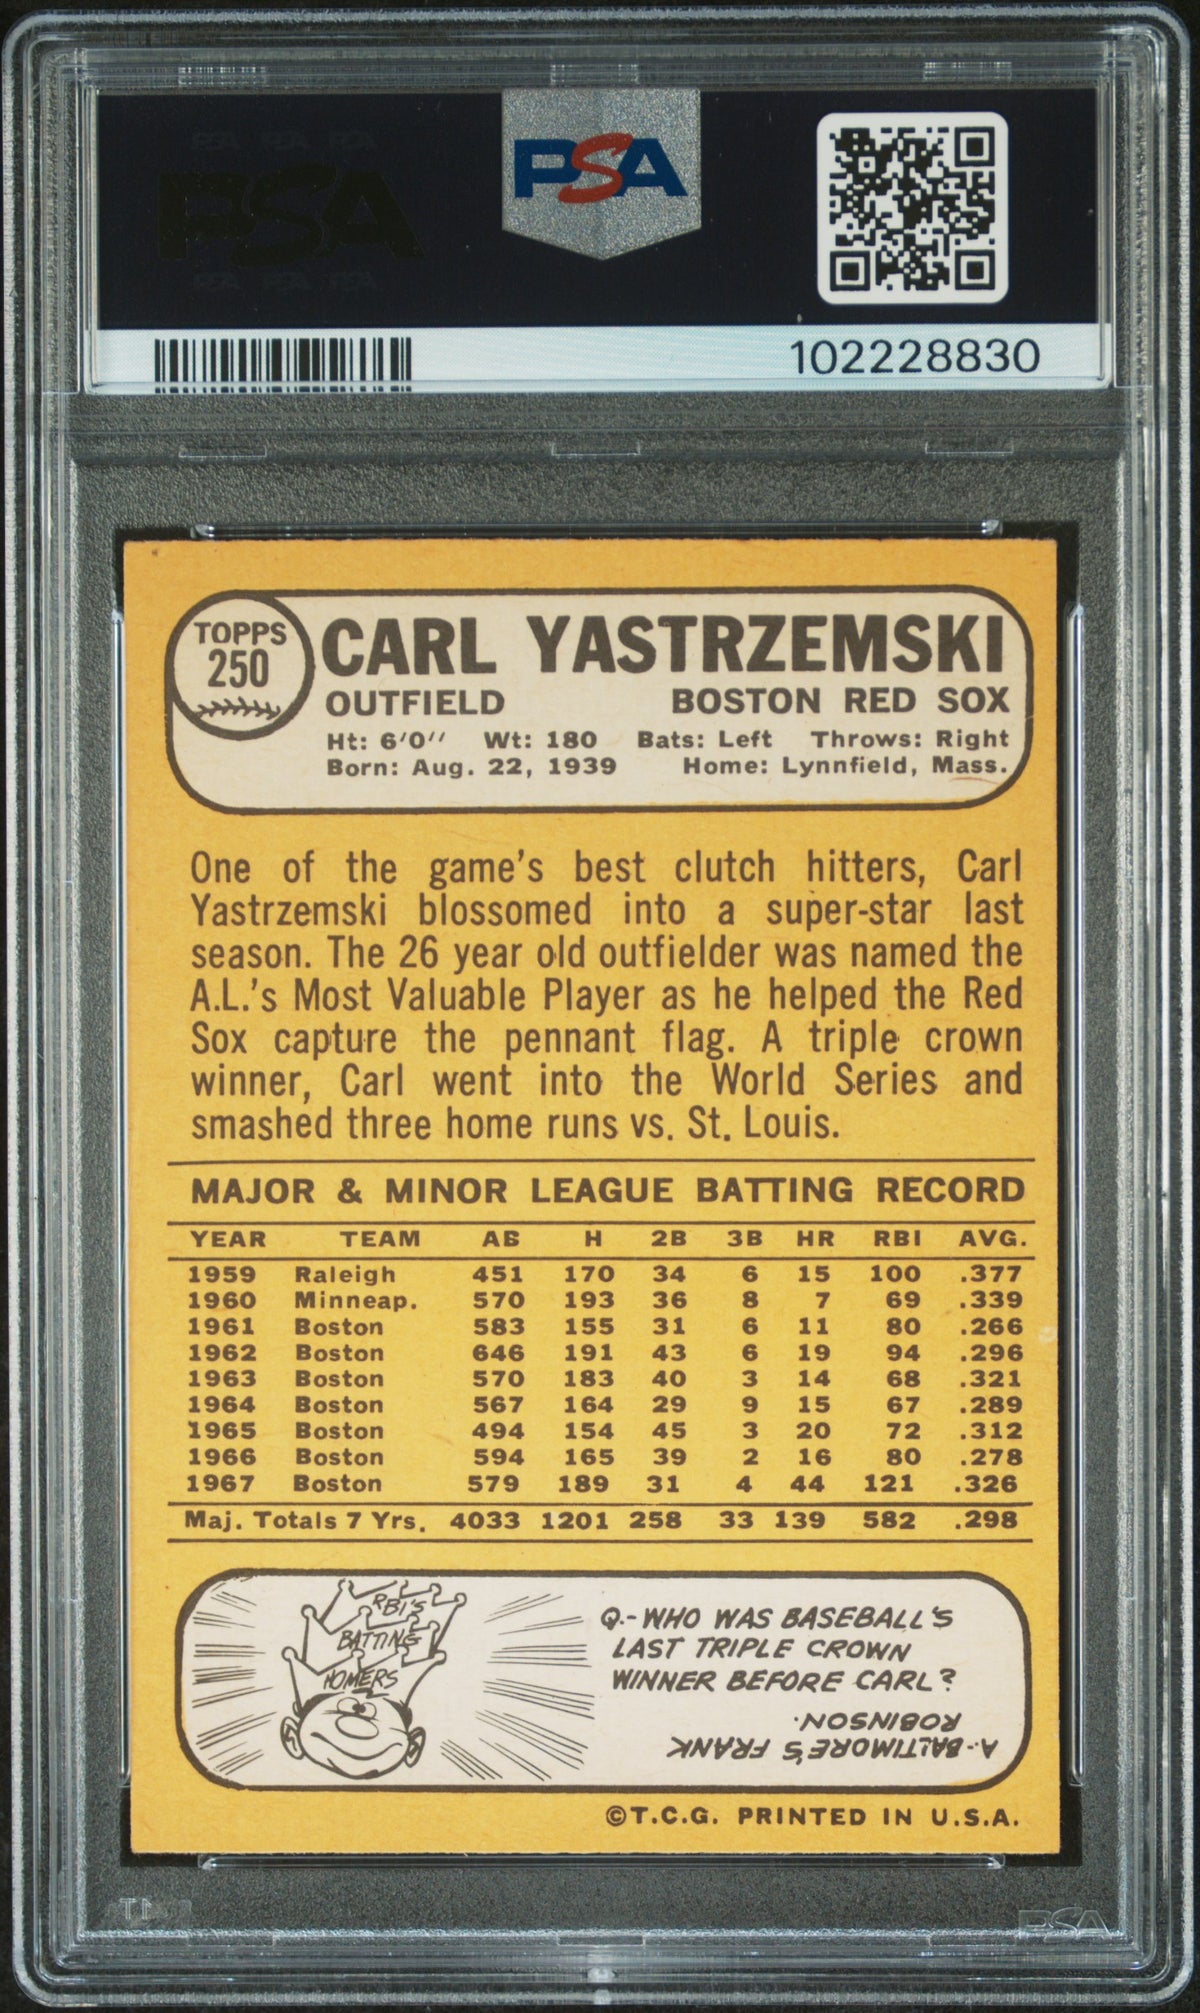 PSA
102228830
TOPPS
250
CARL YASTRZEMSKI
OUTFIELD BOSTON RED SOX
Ht: 6'0'' Wt: 180 Bats: Left Throws: Right
Born: Aug. 22, 1939 Home: Lynnfield, Mass.
One of the game's best clutch hitters, Carl
Yastrzemski blossomed into a super-star last
season. The 26 year old outfielder was named the
A.L.'s Most Valuable Player as he helped the Red
Sox capture the pennant flag. A triple crown
winner, Carl went into the World Series and
smashed three home runs vs. St. Louis.
MAJOR & MINOR LEAGUE BATTING RECORD
YEAR TEAM AB H 2B 3B HR RBI AVG.
1959 Raleigh 451 170 34 6 15 100 .377
1960 Minneap. 570 193 36 8 7 69 .339
1961 Boston 583 155 31 6 11 80 .266
1962 Boston 646 191 43 6 19 94 .296
1963 Boston 570 183 40 3 14 68 .321
1964 Boston 567 164 29 9 15 67 .289
1965 Boston 494 154 45 3 20 72 .312
1966 Boston 594 165 39 2 16 80 .278
1967 Boston 579 189 31 4 44 121 .326
Maj. Totals 7 Yrs. 4033 1201 258 33 139 582 .298
RBI'S
BATTING
HOMERS
Q.- WHO WAS BASEBALL'S
LAST TRIPLE CROWN
WINNER BEFORE CARL?
A.- BALTIMORE'S FRANK
ROBINSON.
©T.C.G. PRINTED IN U.S.A.
PSA